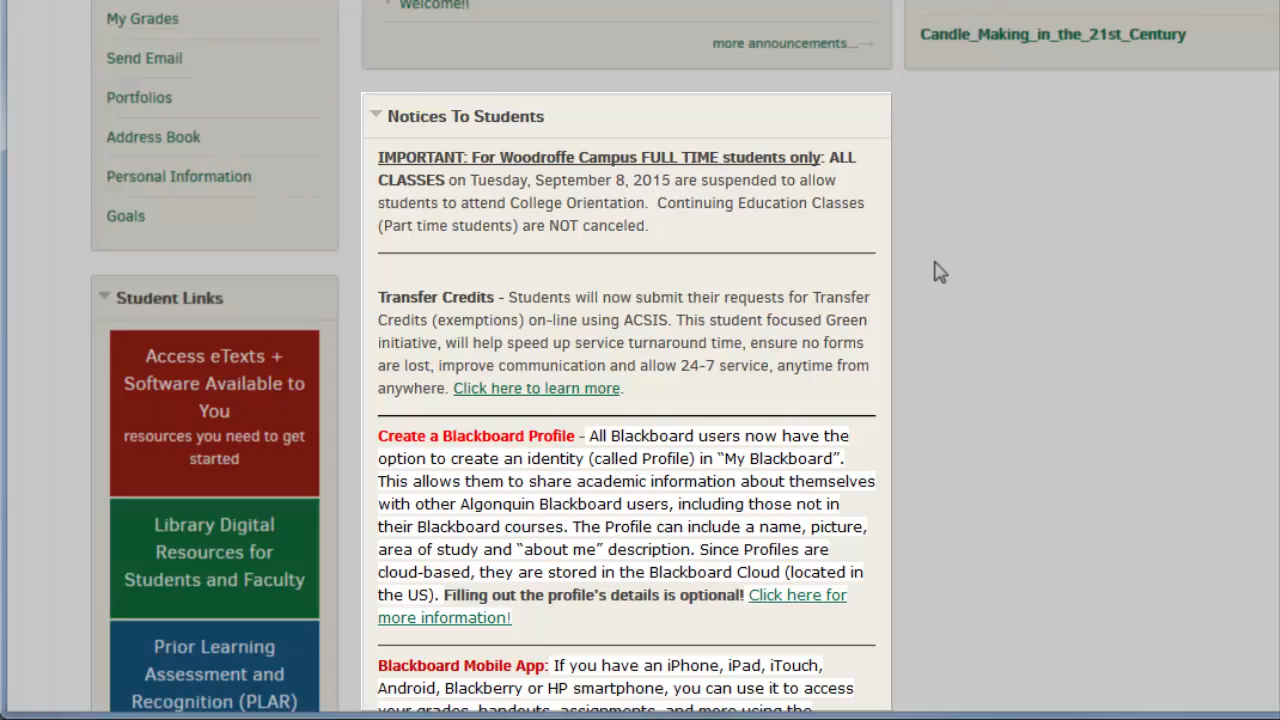 My Grades
Send Email
Portfolios
Address Book
Personal Information
Goals
Student Links
Access eTexts +
Software Available to
You
resources you need to get
started
Library Digital
Resources for
Students and Faculty
Prior Learning
Assessment and
Recognition (PLAR)
Welcome!!
more announcements...→
Notices To Students
IMPORTANT: For Woodroffe Campus FULL TIME students only: ALL
CLASSES on Tuesday, September 8, 2015 are suspended to allow
students to attend College Orientation.  Continuing Education Classes
(Part time students) are NOT canceled.
Transfer Credits - Students will now submit their requests for Transfer
Credits (exemptions) on-line using ACSIS. This student focused Green
initiative, will help speed up service turnaround time, ensure no forms
are lost, improve communication and allow 24-7 service, anytime from
anywhere. Click here to learn more.
Create a Blackboard Profile - All Blackboard users now have the
option to create an identity (called Profile) in “My Blackboard”.
This allows them to share academic information about themselves
with other Algonquin Blackboard users, including those not in
their Blackboard courses. The Profile can include a name, picture,
area of study and “about me” description. Since Profiles are
cloud-based, they are stored in the Blackboard Cloud (located in
the US). Filling out the profile’s details is optional! Click here for
more information!
Blackboard Mobile App: If you have an iPhone, iPad, iTouch,
Android, Blackberry or HP smartphone, you can use it to access
your grades, handouts, assignments, and more using the
Candle_Making_in_the_21st_Century